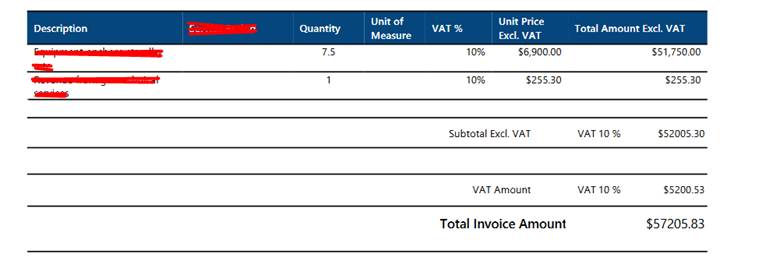 Description Quantity Unit of Measure VAT % Unit Price Excl. VAT Total Amount Excl. VAT
7.5 10% $6,900.00 $51,750.00
1 10% $255.30 $255.30
services
Subtotal Excl. VAT VAT 10 % $52005.30
VAT Amount VAT 10 % $5200.53
Total Invoice Amount $57205.83